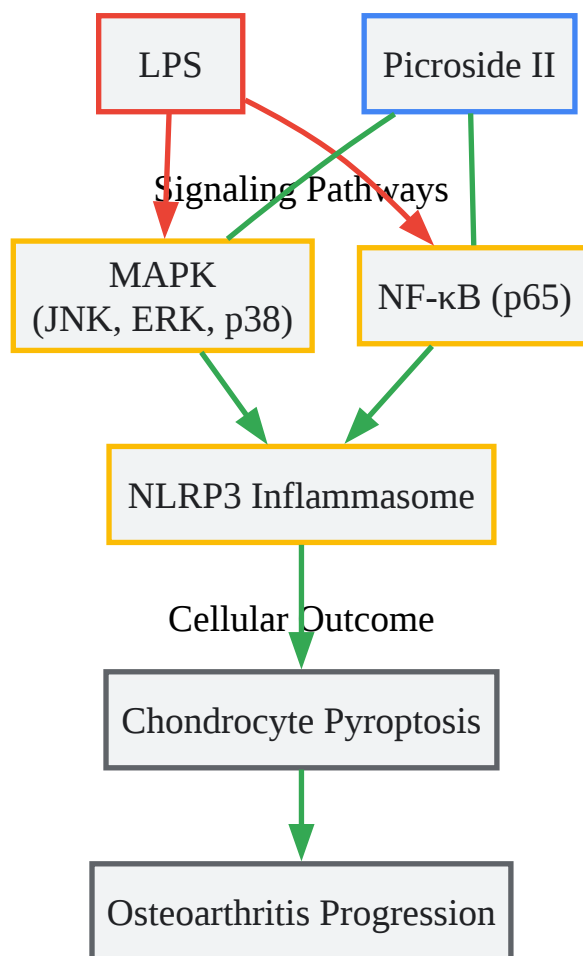 LPS
Picroside II
Signaling Pathways
MAPK
(JNK, ERK, p38)
NF-κB (p65)
NLRP3 Inflammasome
Cellular Outcome
Chondrocyte Pyroptosis
Osteoarthritis Progression